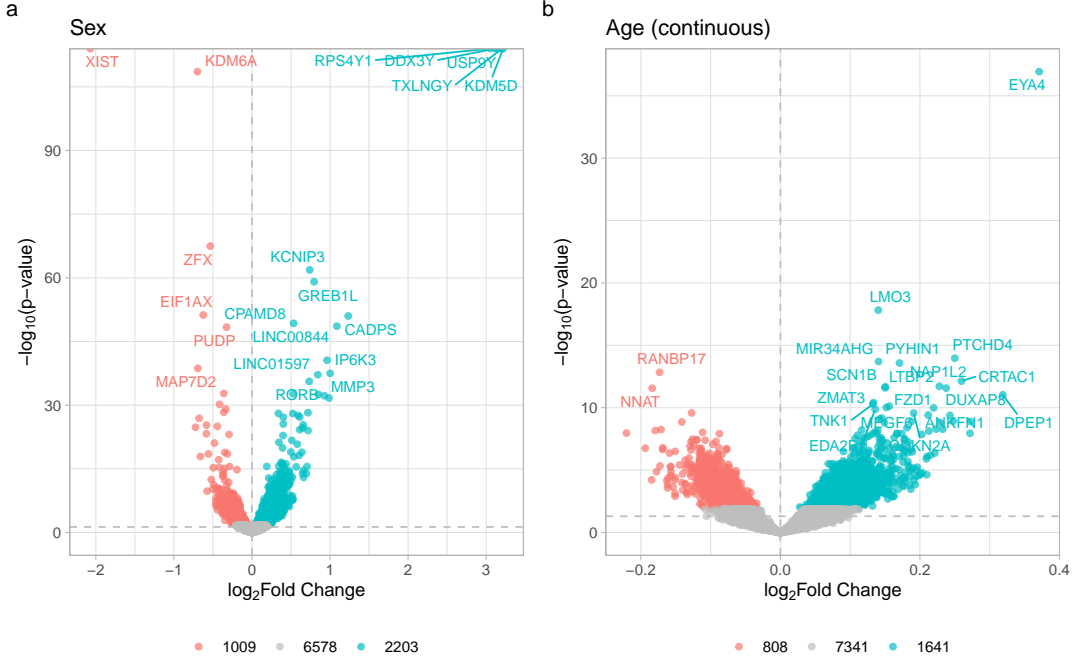 a
Sex
XIST
KDM6A
RPS4Y1
DDX3Y
USP9Y
TXLNGY
KDM5D
90
ZFX
KCNIP3
60
GREB1L
EIF1AX
CPAMD8
CADPS
LINC00844
PUDP
IP6K3
LINC01597
MAP7D2
MMP3
RORB
30
0
−2
−1
0
1
2
3
−log10(p−value)
log2Fold Change
1009
6578
2203
b
Age (continuous)
EYA4
30
20
LMO3
MIR34AHG
PYHIN1
PTCHD4
RANBP17
SCN1B
LTBP2
NAP1L2
CRTAC1
NNAT
ZMAT3
FZD1
DUXAP8
10
TNK1
MEGF6
ANKFN1
DPEP1
0
−0.2
0.0
0.2
0.4
−log10(p−value)
log2Fold Change
808
7341
1641